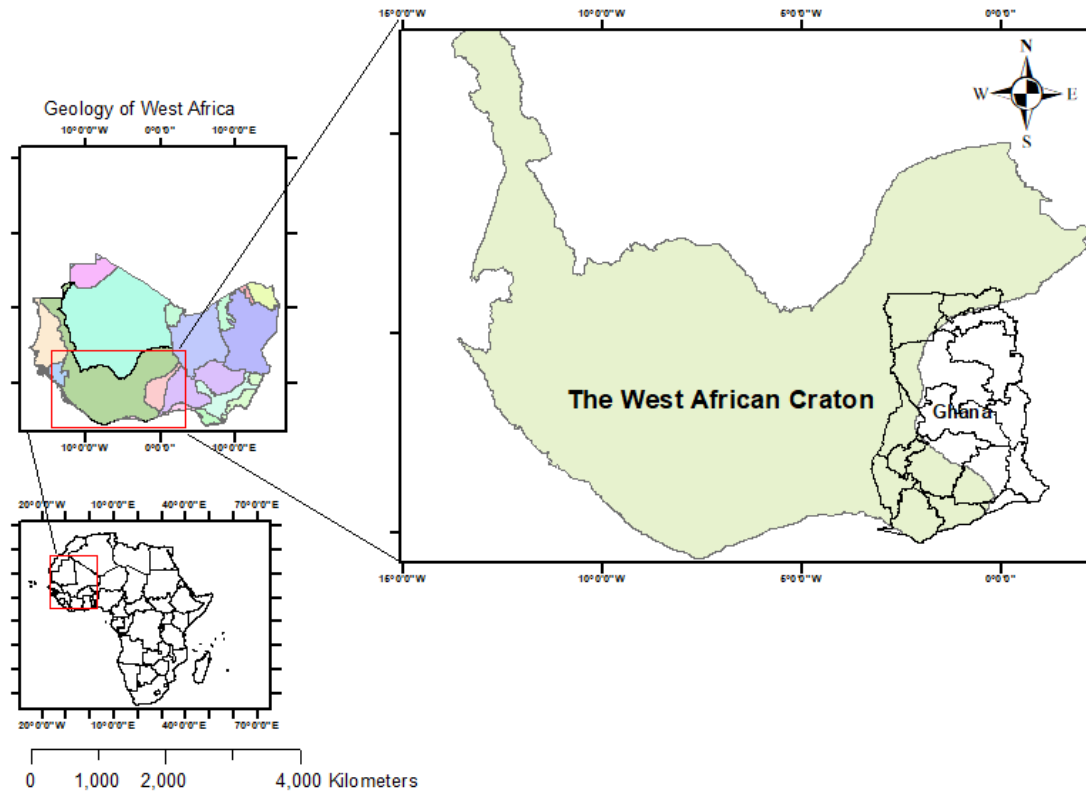 15°0'0"W 10°0'0"W 5°0'0"W 0°0'0"
N
W E
S
Geology of West Africa
10°0'0"W 0°0'0" 10°0'0"E
The West African Craton
Ghana
10°0'0"W 0°0'0" 10°0'0"E
20°0'0"W 10°0'0"E 40°0'0"E 70°0'0"E
15°0'0"W 10°0'0"W 5°0'0"W 0°0'0"
20°0'0"W 10°0'0"E 40°0'0"E 70°0'0"E
0 1,000 2,000 4,000 Kilometers